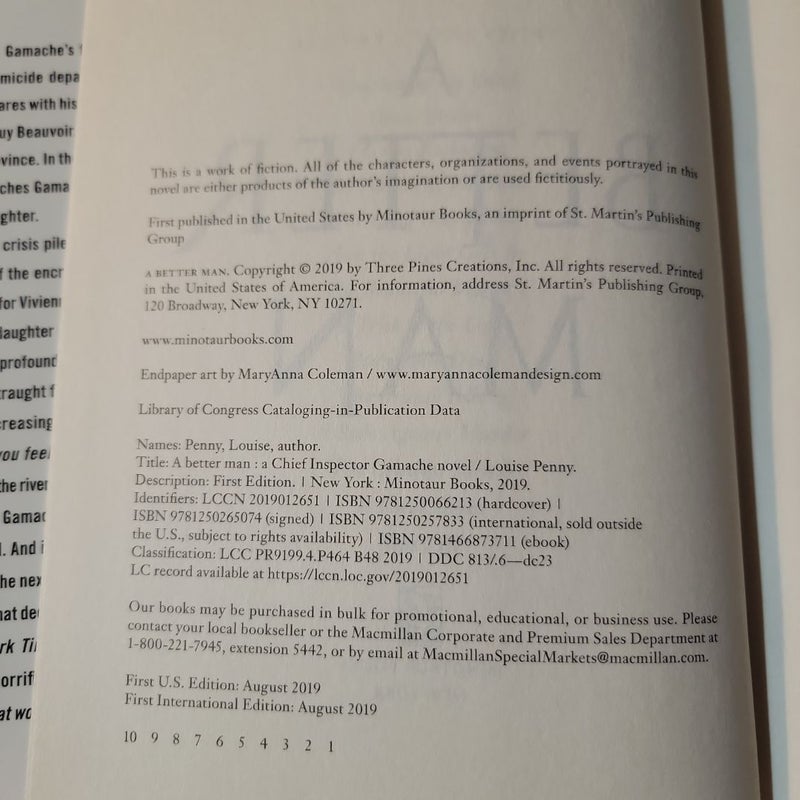 Gamache's
micide depa
ares with his
uy Beauvoir
vince. In th
ches Gama
ghter.
crisis pile
f the encr
for Vivien
daughter
profound
raught f
creasing
you fee
the river
Gamac
l. And i
he nex
hat de
rk Ti
orrif
at wo
This is a work of fiction. All of the characters, organizations, and events portrayed in this
novel are either products of the author's imagination or are used fictitiously.
First published in the United States by Minotaur Books, an imprint of St. Martin's Publishing
Group
A BETTER MAN. Copyright © 2019 by Three Pines Creations, Inc. All rights reserved. Printed
in the United States of America. For information, address St. Martin's Publishing Group,
120 Broadway, New York, NY 10271.
www.minotaurbooks.com
Endpaper art by MaryAnna Coleman / www.maryannacolemandesign.com
Library of Congress Cataloging-in-Publication Data
Names: Penny, Louise, author.
Title: A better man : a Chief Inspector Gamache novel / Louise Penny.
Description: First Edition. | New York : Minotaur Books, 2019.
Identifiers: LCCN 2019012651 | ISBN 9781250066213 (hardcover) |
ISBN 9781250265074 (signed) | ISBN 9781250257833 (international, sold outside
the U.S., subject to rights availability) | ISBN 9781466873711 (ebook)
Classification: LCC PR9199.4.P464 B48 2019 | DDC 813/.6—dc23
LC record available at https://lccn.loc.gov/2019012651
Our books may be purchased in bulk for promotional, educational, or business use. Please
contact your local bookseller or the Macmillan Corporate and Premium Sales Department at
1-800-221-7945, extension 5442, or by email at MacmillanSpecialMarkets@macmillan.com.
First U.S. Edition: August 2019
First International Edition: August 2019
10 9 8 7 6 5 4 3 2 1